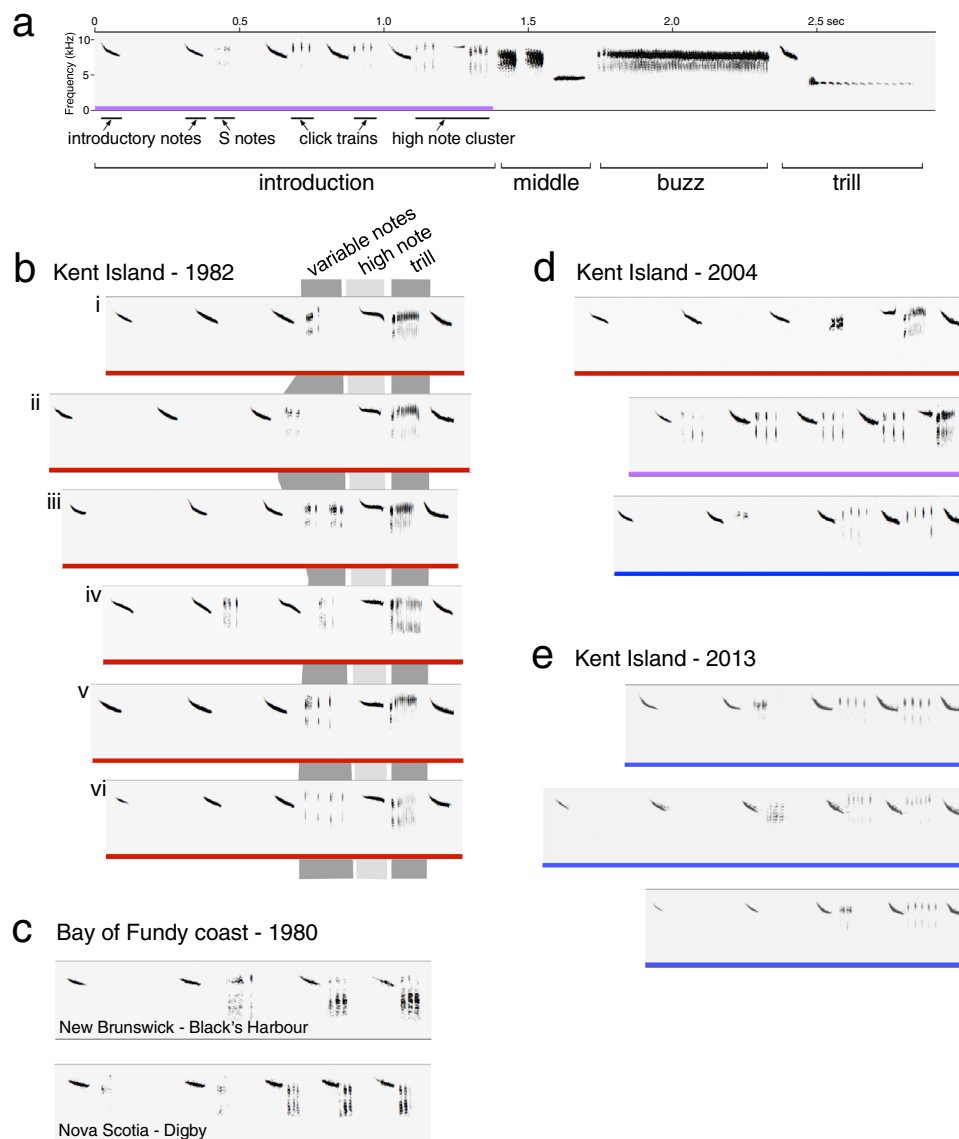 a
0 0.5 1.0 1.5 2.0 2.5 sec
10
5
0
Frequency (kHz)
introductory notes S notes click trains high note cluster
introduction middle buzz trill
b Kent Island - 1982
variable notes
high note
trill
i
ii
iii
iv
v
vi
c Bay of Fundy coast - 1980
New Brunswick - Black's Harbour
Nova Scotia - Digby
d Kent Island - 2004
e Kent Island - 2013